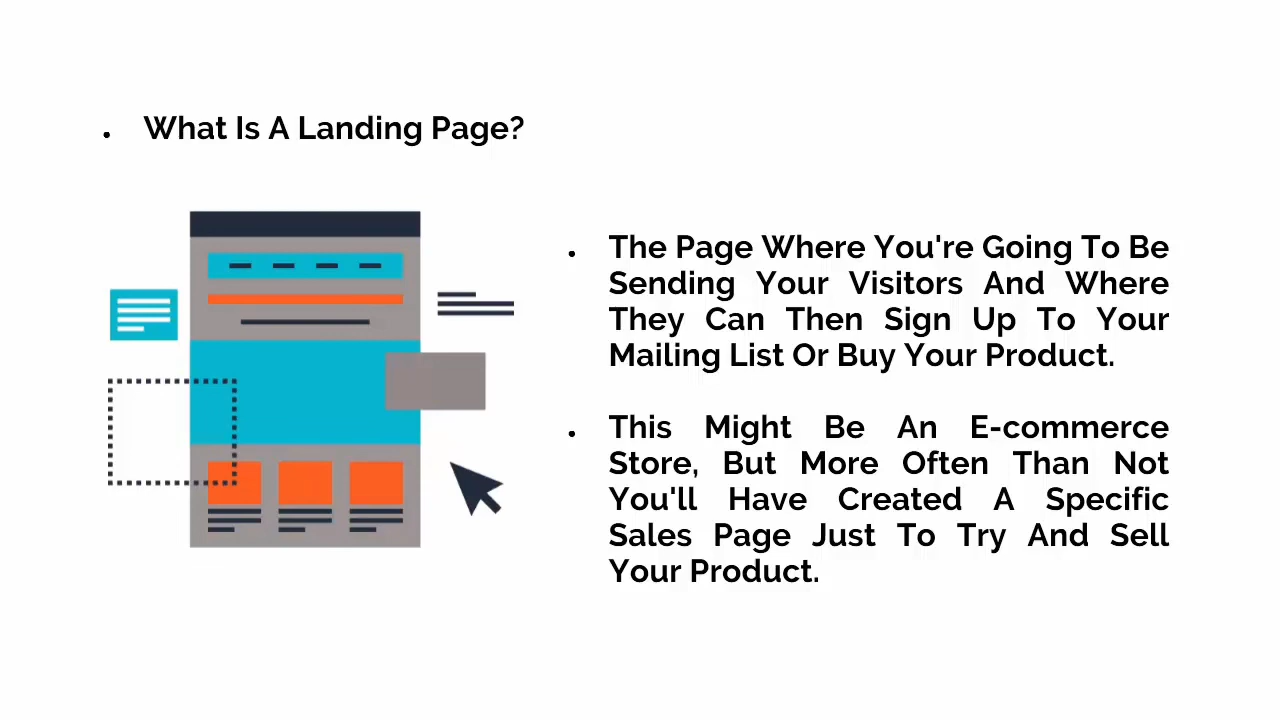 • What Is A Landing Page?
• The Page Where You're Going To Be
Sending Your Visitors And Where
They Can Then Sign Up To Your
Mailing List Or Buy Your Product.
• This Might Be An E-commerce
Store, But More Often Than Not
You'll Have Created A Specific
Sales Page Just To Try And Sell
Your Product.